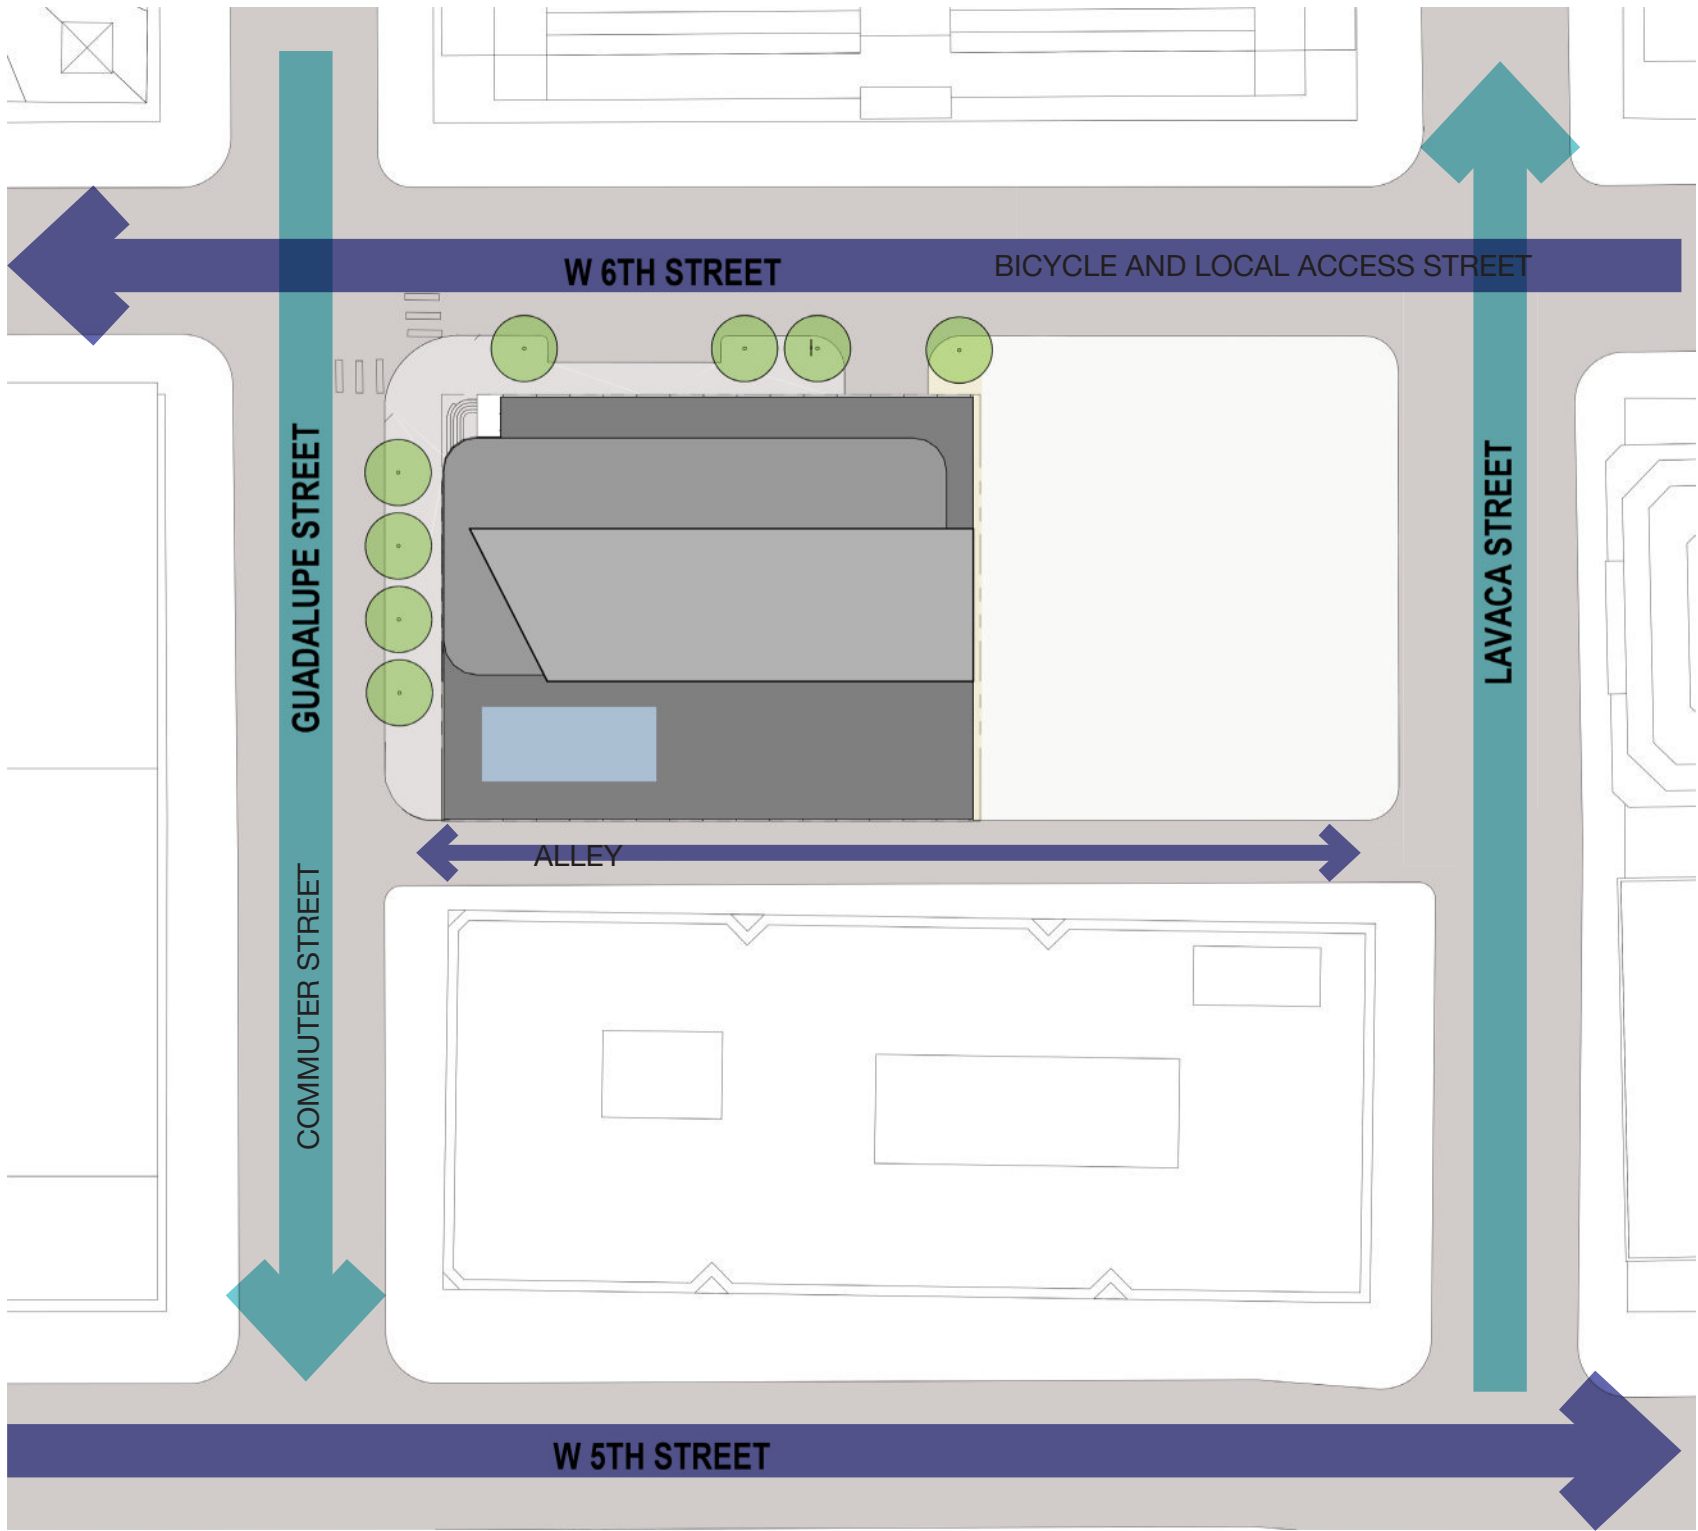 W 6TH STREET
BICYCLE AND LOCAL ACCESS STREET
GUADALUPE STREET
LAVACA STREET
ALLEY
COMMUTER STREET
W 5TH STREET